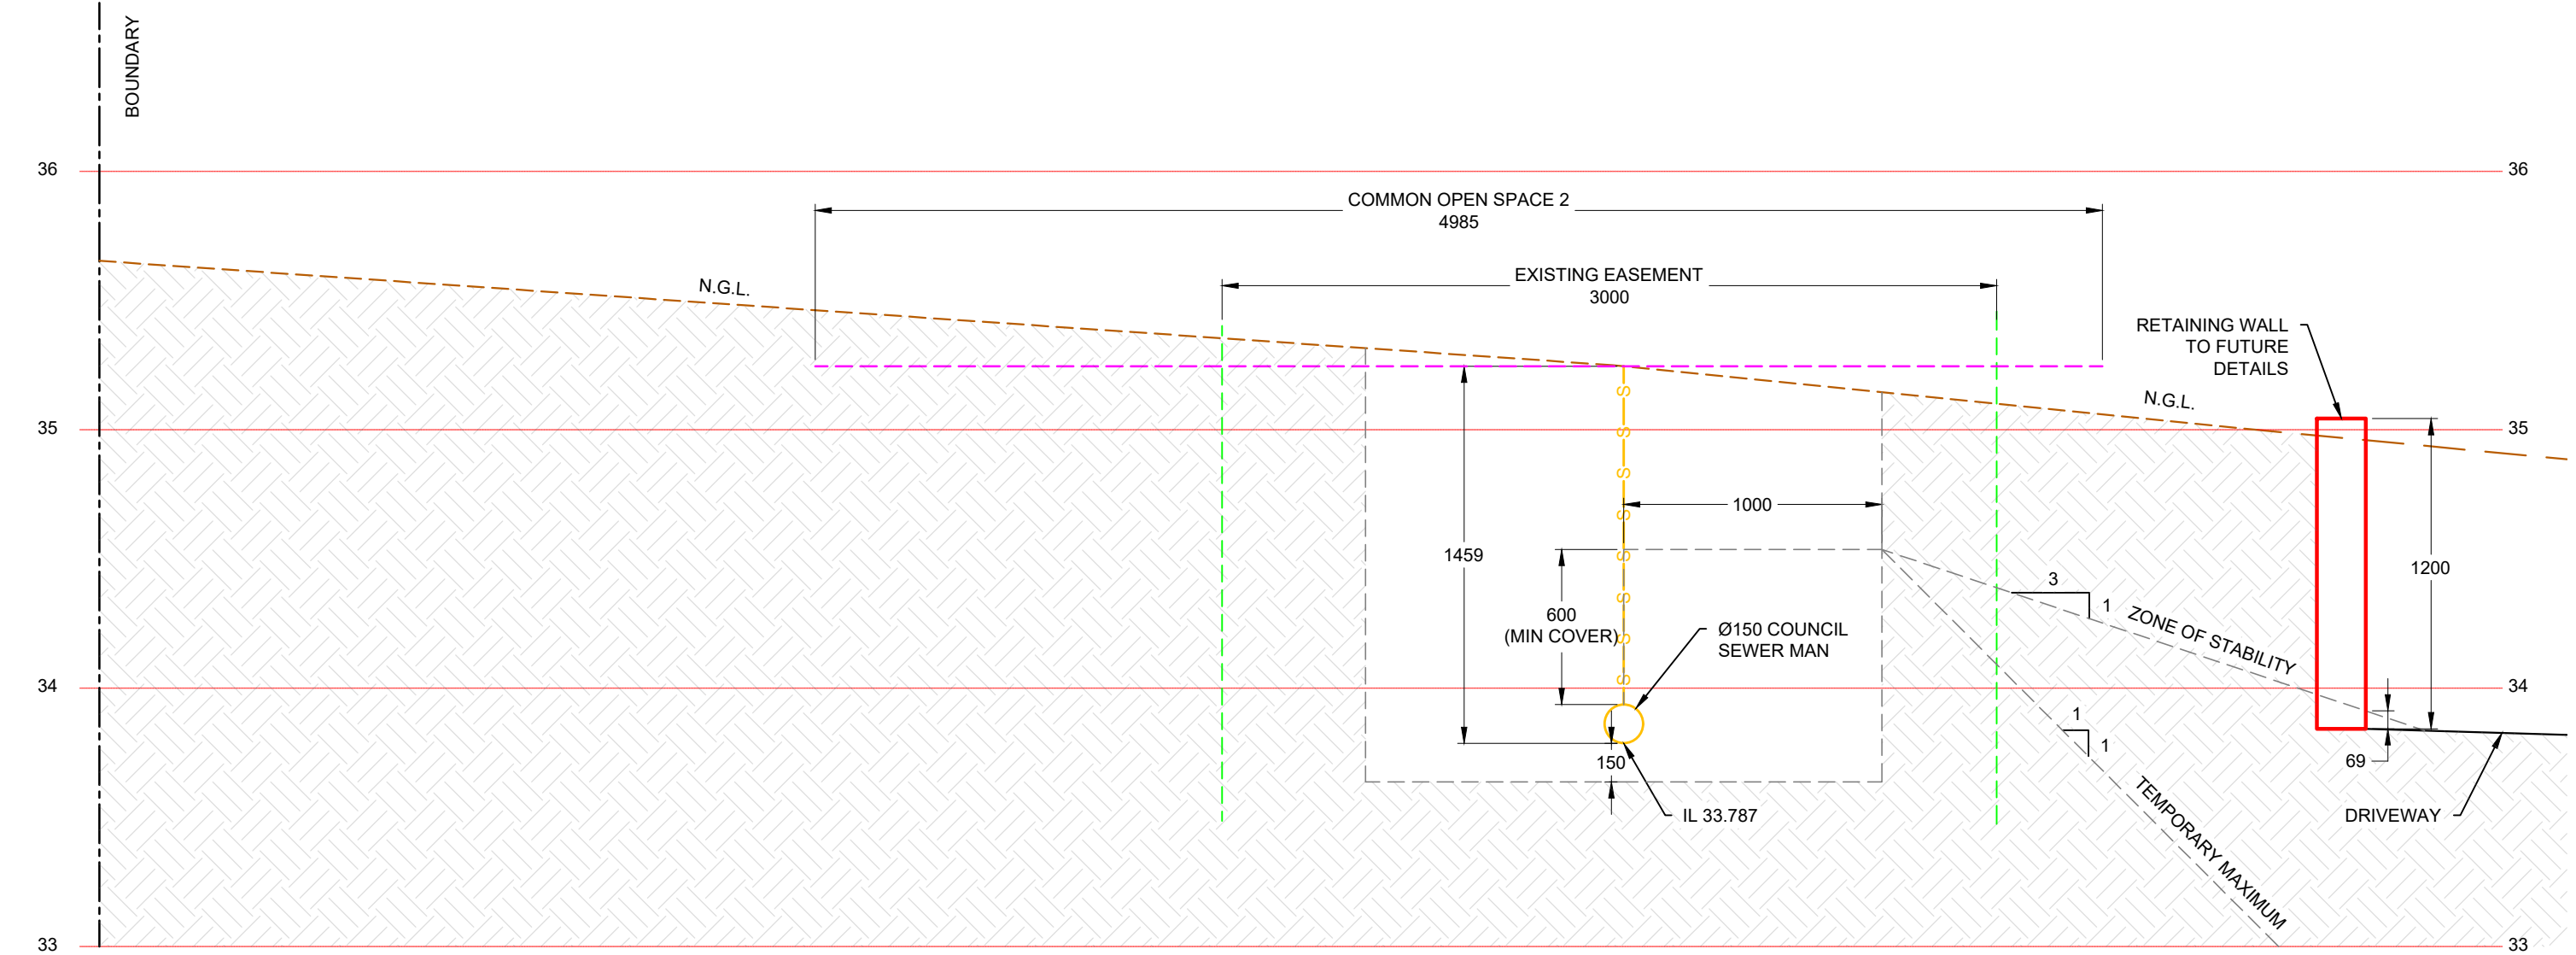 BOUNDARY
36
36
COMMON OPEN SPACE 2
4985
EXISTING EASEMENT
3000
N.G.L.
RETAINING WALL
TO FUTURE
DETAILS
N.G.L.
35
35
S
S
S
S
S
S
S
S
1000
1459
1200
600
(MIN COVER)
3
1
ZONE OF STABILITY
Ø150 COUNCIL
SEWER MAN
34
34
1
1
150
69
IL 33.787
DRIVEWAY
TEMPORARY MAXIMUM
33
33